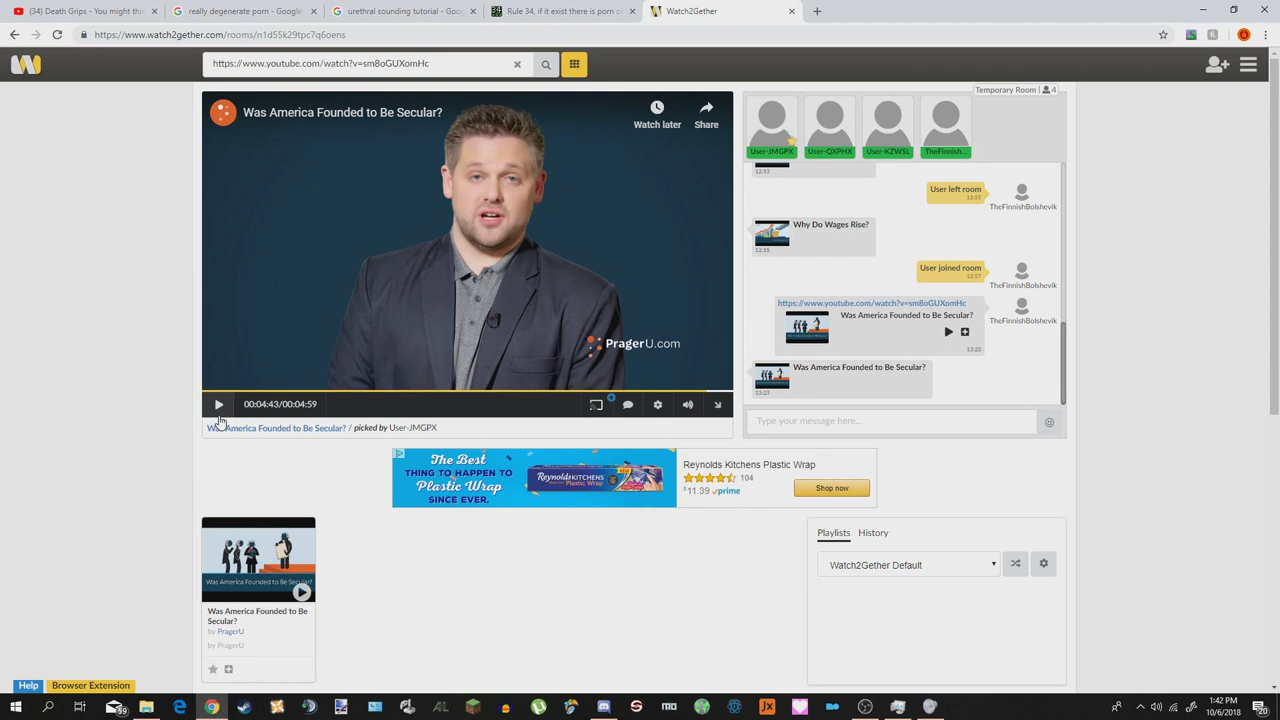 (34) Death Grips - You might thi
really degenerate porn - Google
urethral sounding tutorial - Goo
Rule 34, if it exist there is porn of
Watch2Gether
https://www.watch2gether.com/rooms/n1d55k29tpc7q6oens
https://www.youtube.com/watch?v=sm8oGUXomHc
Temporary Room | 4
Was America Founded to Be Secular?
Watch later
Share
User-JMGPX
User-QXPHX
User-KZWSL
TheFinnish...
12:53
User left room
12:55
TheFinnishBolshevik
Why Do Wages Rise?
12:55
User joined room
12:57
TheFinnishBolshevik
https://www.youtube.com/watch?v=sm8oGUXomHc
Was America Founded to Be Secular?
TheFinnishBolshevik
13:23
PragerU.com
Was America Founded to Be Secular?
13:23
00:04:43/00:04:59
Type your message here...
Was America Founded to Be Secular? / picked by User-JMGPX
The Best
THING TO HAPPEN TO
Plastic Wrap
SINCE EVER.
REYNOLDS KITCHENS
Reynolds Kitchens Plastic Wrap
104
$11.39 prime
Shop now
Playlists
History
Watch2Gether Default
Was America Founded to Be Secular?
Was America Founded to Be
Secular?
by PragerU
by PragerU
Help
Browser Extension
59
1:42 PM
10/6/2018
20